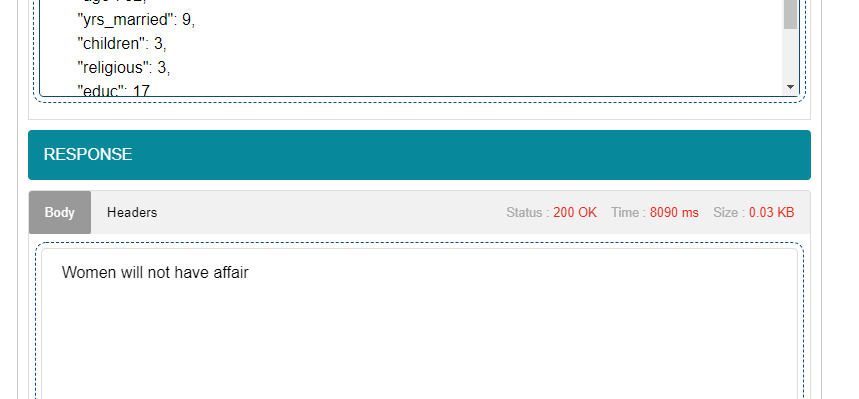 "yrs_married": 9,
"children": 3,
"religious": 3,
"educ": 17
RESPONSE
Body Headers Status : 200 OK Time : 8090 ms Size : 0.03 KB
Women will not have affair